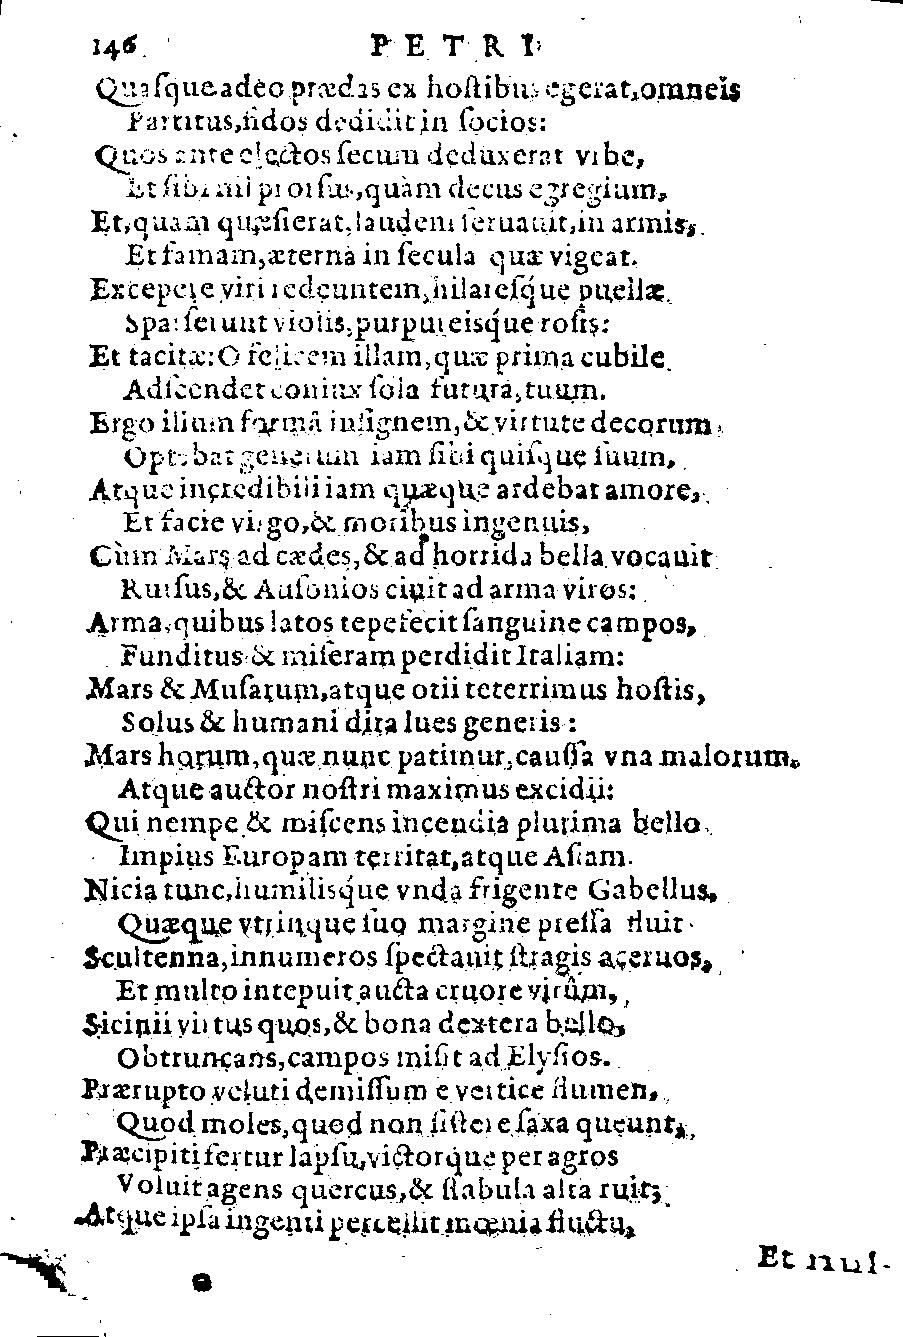 146 PETRI
Quasque adeo prædas ex hostibus egerat, omneis
Partitus, fidos dedidit in socios:
Quos ante electos secum deduxerat vrbe,
Et sibi nil prorsus, quàm decus egregium,
Et, quam quæsierat, laudem seruauit, in armis,
Et famam, æternà in secula quæ vigeat.
Excepere viri redeuntem, hilaresq́ue puellæ
Sparserunt violis, purpureisq́ue rosis:
Et tacitæ: O felicem illam, quæ prima cubile
Adscendet coniux sola futura, tuum.
Ergo illum formâ insignem, & virtute decorum
Optabat generum iam sibi quisque suum,
Atque incredibili iam quæque ardebat amore,
Et facie virgo, & moribus ingenuis,
Cùm Mars ad cædes, & ad horrida bella vocauit
Rursus, & Ausonios ciuit ad arma viros:
Arma, quibus latos tepefecit sanguine campos,
Funditus & miseram perdidit Italiam:
Mars & Musarum, atque otii teterrimus hostis,
Solus & humani dira lues generis:
Mars horum, quæ nunc patimur, caussa vna malorum,
Atque auctor nostri maximus excidii:
Qui nempe & miscens incendia plurima bello
Impius Europam territat, atque Asiam.
Nicia tunc, humilisq́ue vnda frigente Gabellus,
Quæque vtrinque suo margine pressa fluit
Scultenna, innumeros spectauit stragis aceruos,
Et multo intepuit aucta cruore virûm,
Sicinii virtus quos, & bona dextera bello,
Obtruncans, campos misit ad Elysios.
Prærupto veluti demissum e vertice flumen,
Quod moles, quod non sistere saxa queunt,
Præcipiti fertur lapsu, victorque per agros
Voluit agens quercus, & stabula alta ruit;
Atque ipsa ingenti percellit mœnia fluctu,
Et nul-